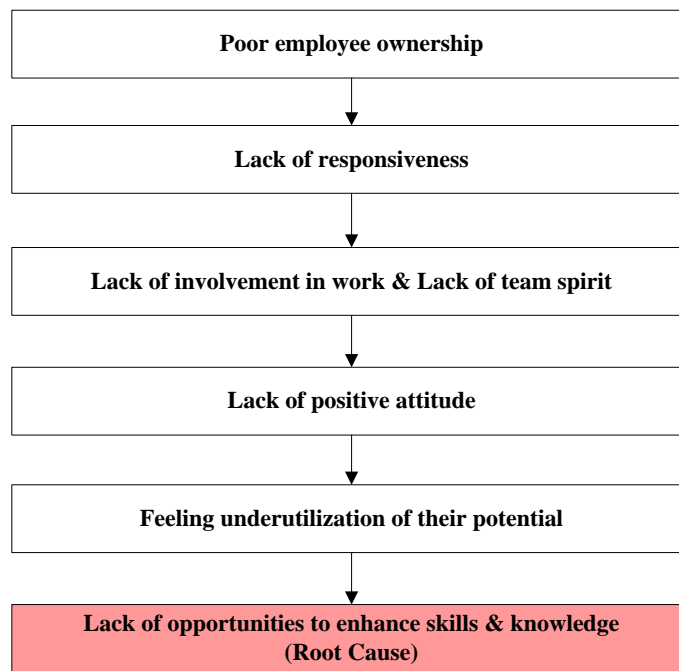 Poor employee ownership
Lack of responsiveness
Lack of involvement in work & Lack of team spirit
Lack of positive attitude
Feeling underutilization of their potential
Lack of opportunities to enhance skills & knowledge
(Root Cause)